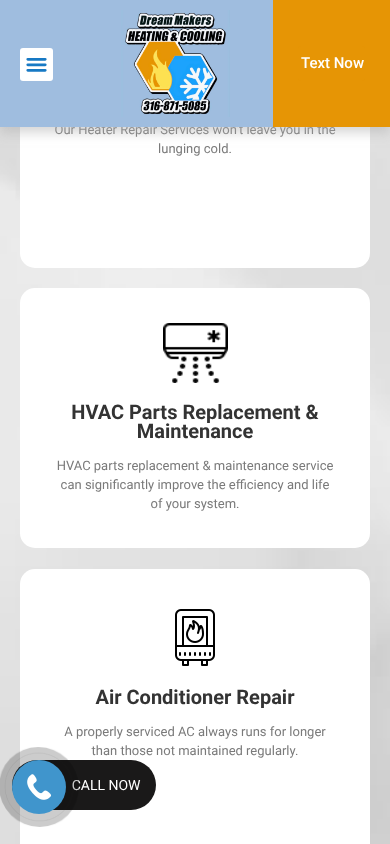 Dream Makers
HEATING & COOLING
316-871-5085
Text Now
Our Heater Repair Services won't leave you in the
lunging cold.
HVAC Parts Replacement &
Maintenance
HVAC parts replacement & maintenance service
can significantly improve the efficiency and life
of your system.
Air Conditioner Repair
A properly serviced AC always runs for longer
than those not maintained regularly.
CALL NOW